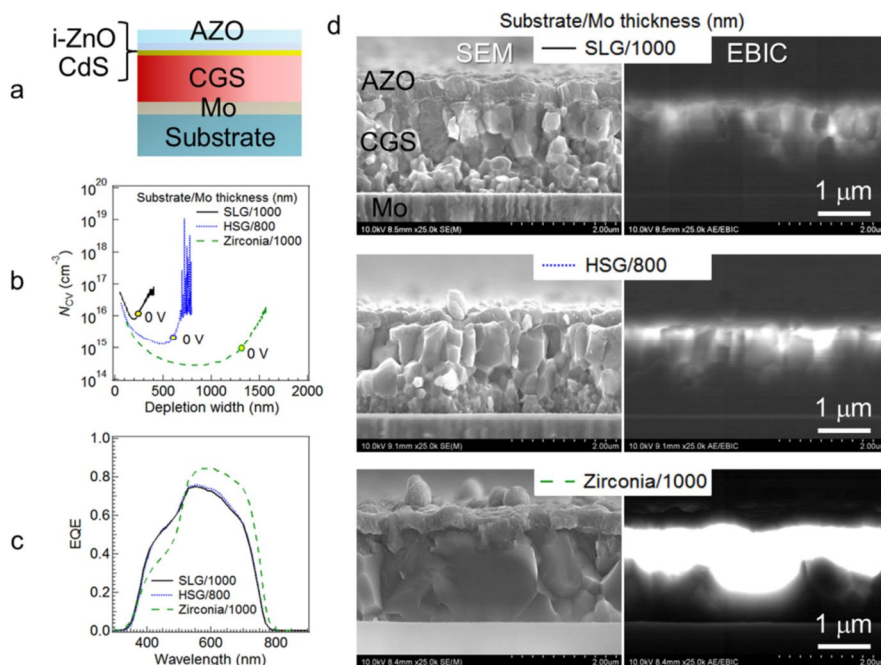 a
i-ZnO
CdS
AZO
CGS
Mo
Substrate
b
10^20
10^19
10^18
10^17
10^16
10^15
10^14
N_CV (cm^-3)
Substrate/Mo thickness (nm)
SLG/1000
HSG/800
Zirconia/1000
0 V
0 V
0 V
0 500 1000 1500 2000
Depletion width (nm)
c
1.0
0.8
0.6
0.4
0.2
0.0
EQE
SLG/1000
HSG/800
Zirconia/1000
400 600 800
Wavelength (nm)
d
Substrate/Mo thickness (nm)
SEM
SLG/1000
EBIC
AZO
CGS
Mo
1 μm
10.0kV 8.5mm x25.0k SE(M) 2.00um
10.0kV 8.5mm x25.0k AE/EBIC 2.00um
HSG/800
1 μm
10.0kV 9.1mm x25.0k SE(M) 2.00um
10.0kV 9.1mm x25.0k AE/EBIC 2.00um
Zirconia/1000
1 μm
10.0kV 8.4mm x25.0k SE(M) 2.00um
10.0kV 8.4mm x25.0k AE/EBIC 2.00um